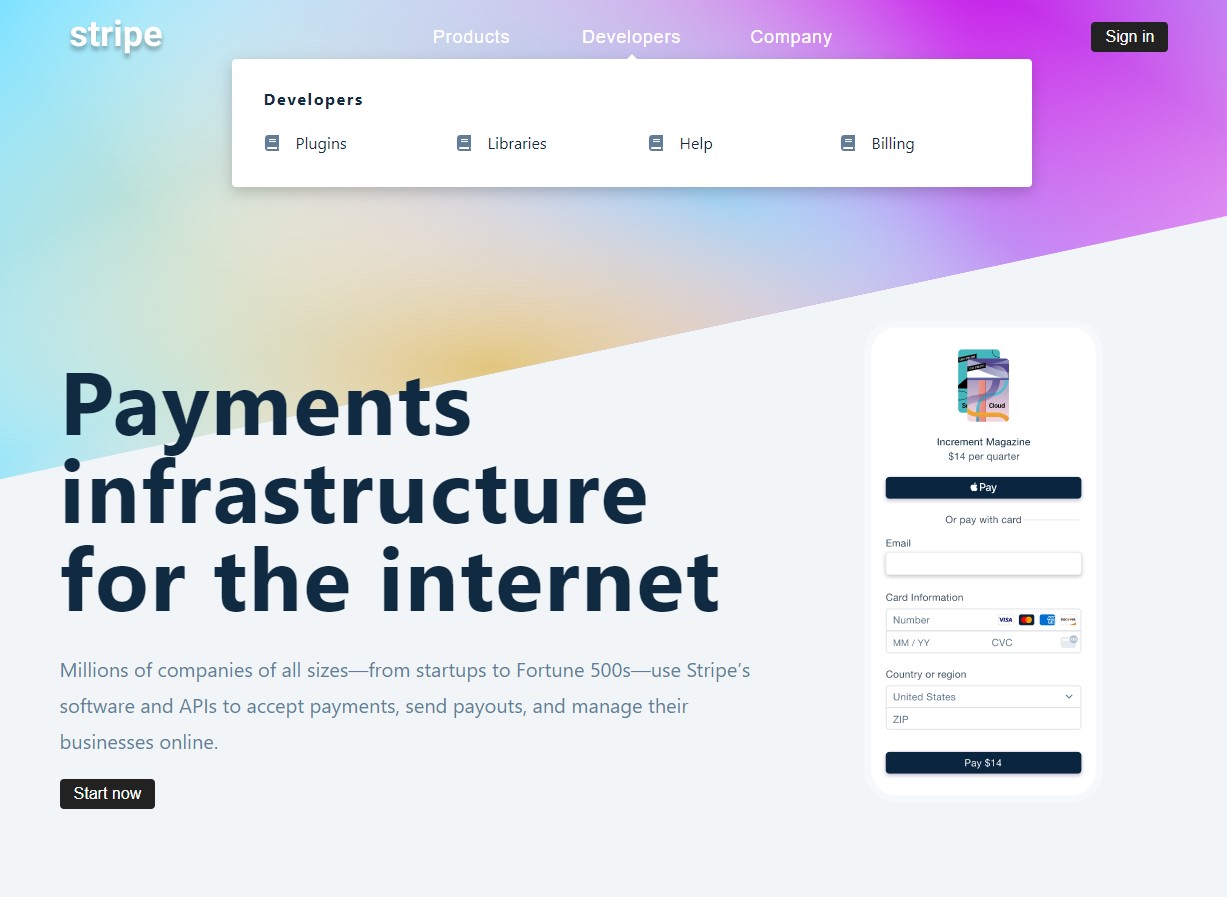 stripe
Products Developers Company
Sign in
Developers
Plugins Libraries Help Billing
Payments
infrastructure
for the internet
Millions of companies of all sizes—from startups to Fortune 500s—use Stripe’s
software and APIs to accept payments, send payouts, and manage their
businesses online.
Start now
Cloud
Increment Magazine
$14 per quarter
Pay
Or pay with card
Email
Card Information
Number VISA
MM / YY CVC
Country or region
United States
ZIP
Pay $14